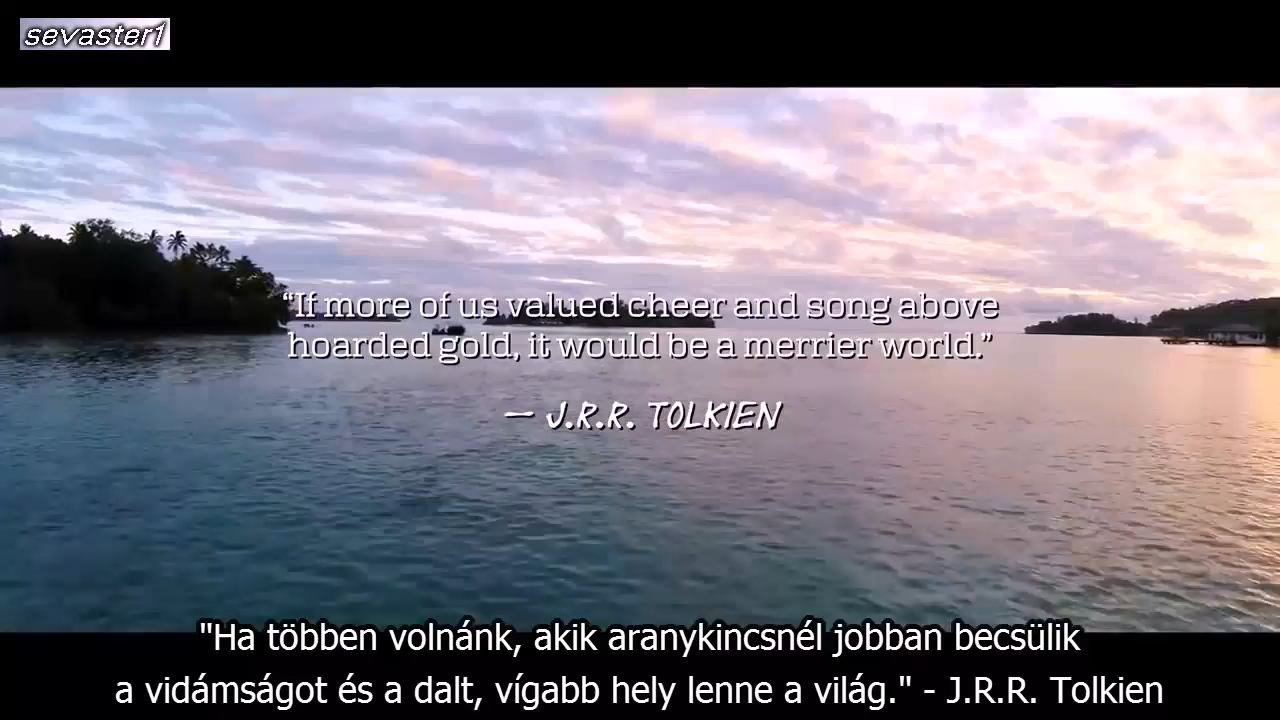 sevaster1
“If more of us valued cheer and song above
hoarded gold, it would be a merrier world.”
— J.R.R. TOLKIEN
"Ha többen volnánk, akik aranykincsnél jobban becsülik
a vidámságot és a dalt, vígabb hely lenne a világ." - J.R.R. Tolkien